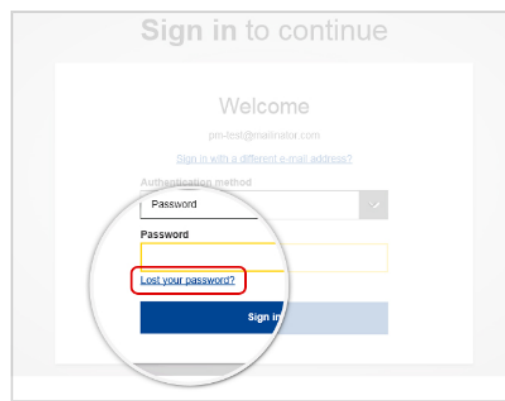 Sign in to continue
Welcome
pm-test@mailinator.com
Sign in with a different e-mail address?
Authentication method
Password
Password
Lost your password?
Sign in